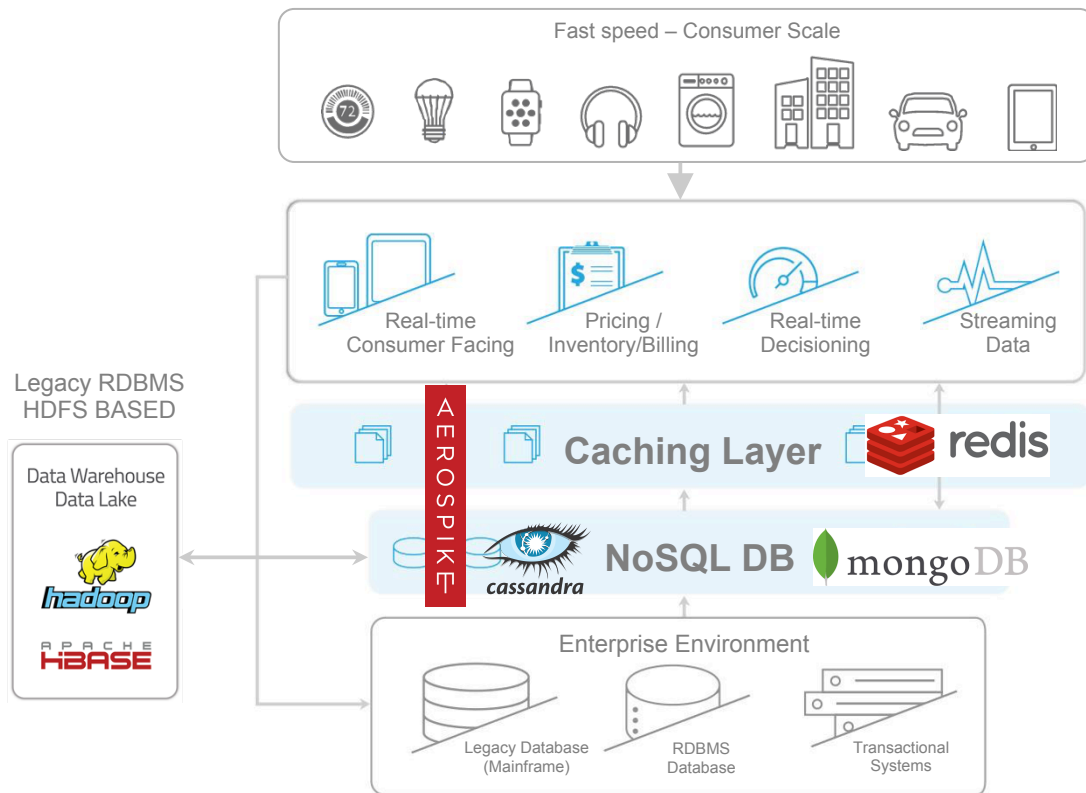 Fast speed – Consumer Scale
72
Real-time
Consumer Facing
$
Pricing /
Inventory/Billing
Real-time
Decisioning
Streaming
Data
Legacy RDBMS
HDFS BASED
Data Warehouse
Data Lake
hadoop
APACHE
HBASE
AEROSPIKE
Caching Layer
redis
cassandra
NoSQL DB
mongoDB
Enterprise Environment
Legacy Database
(Mainframe)
RDBMS
Database
Transactional
Systems